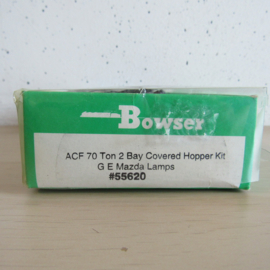 Bowser
ACF 70 Ton 2 Bay Covered Hopper Kit
G E Mazda Lamps
#55620